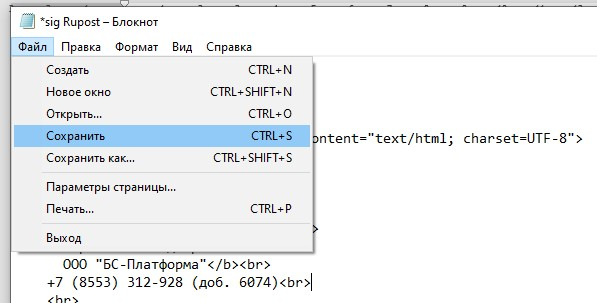 *sig Rupost – Блокнот
Файл Правка Формат Вид Справка
Создать CTRL+N
Новое окно CTRL+SHIFT+N
Открыть... CTRL+O
Сохранить CTRL+S
ontent="text/html; charset=UTF-8">
Сохранить как... CTRL+SHIFT+S
Параметры страницы...
Печать... CTRL+P
>
Выход
ООО "БС-Платформа"</b><br>
+7 (8553) 312-928 (доб. 6074)<br>
<br>